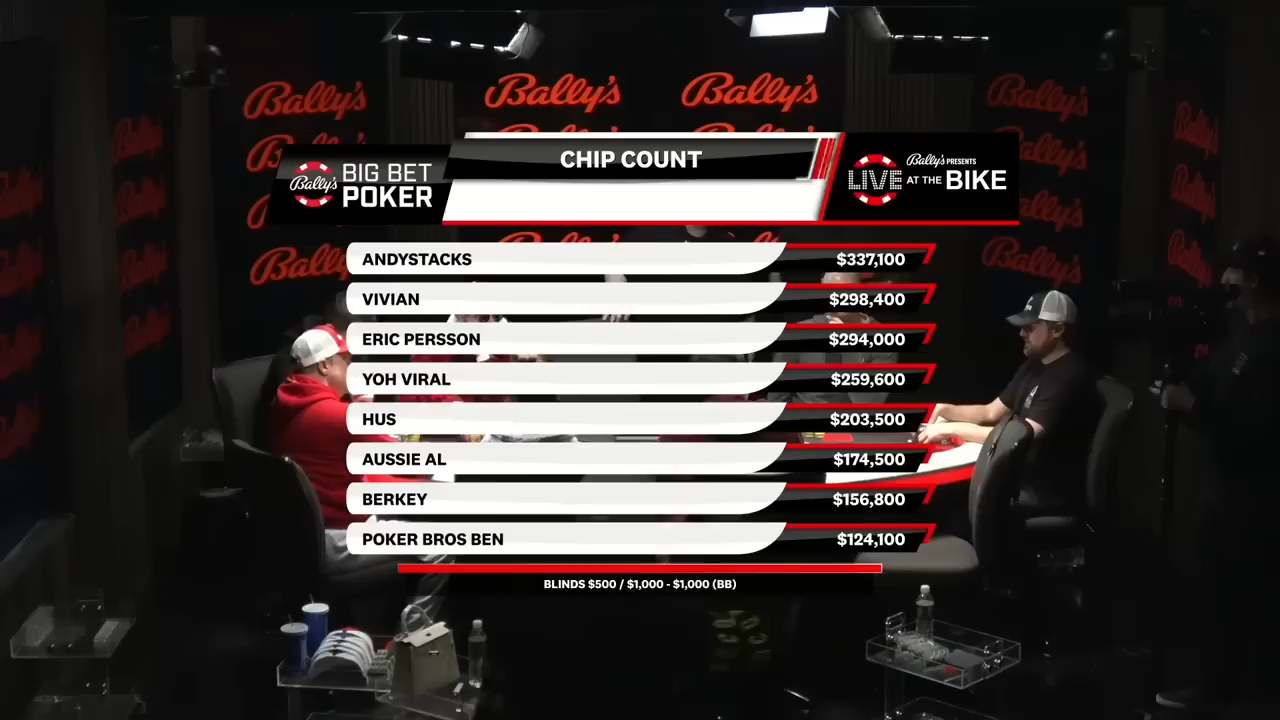 Bally's Bally's Bally's Bally's
Bally's
BIG BET
POKER
CHIP COUNT
Bally's PRESENTS
LIVE AT THE BIKE
ANDYSTACKS $337,100
VIVIAN $298,400
ERIC PERSSON $294,000
YOH VIRAL $259,600
HUS $203,500
AUSSIE AL $174,500
BERKEY $156,800
POKER BROS BEN $124,100
BLINDS $500 / $1,000 - $1,000 (BB)